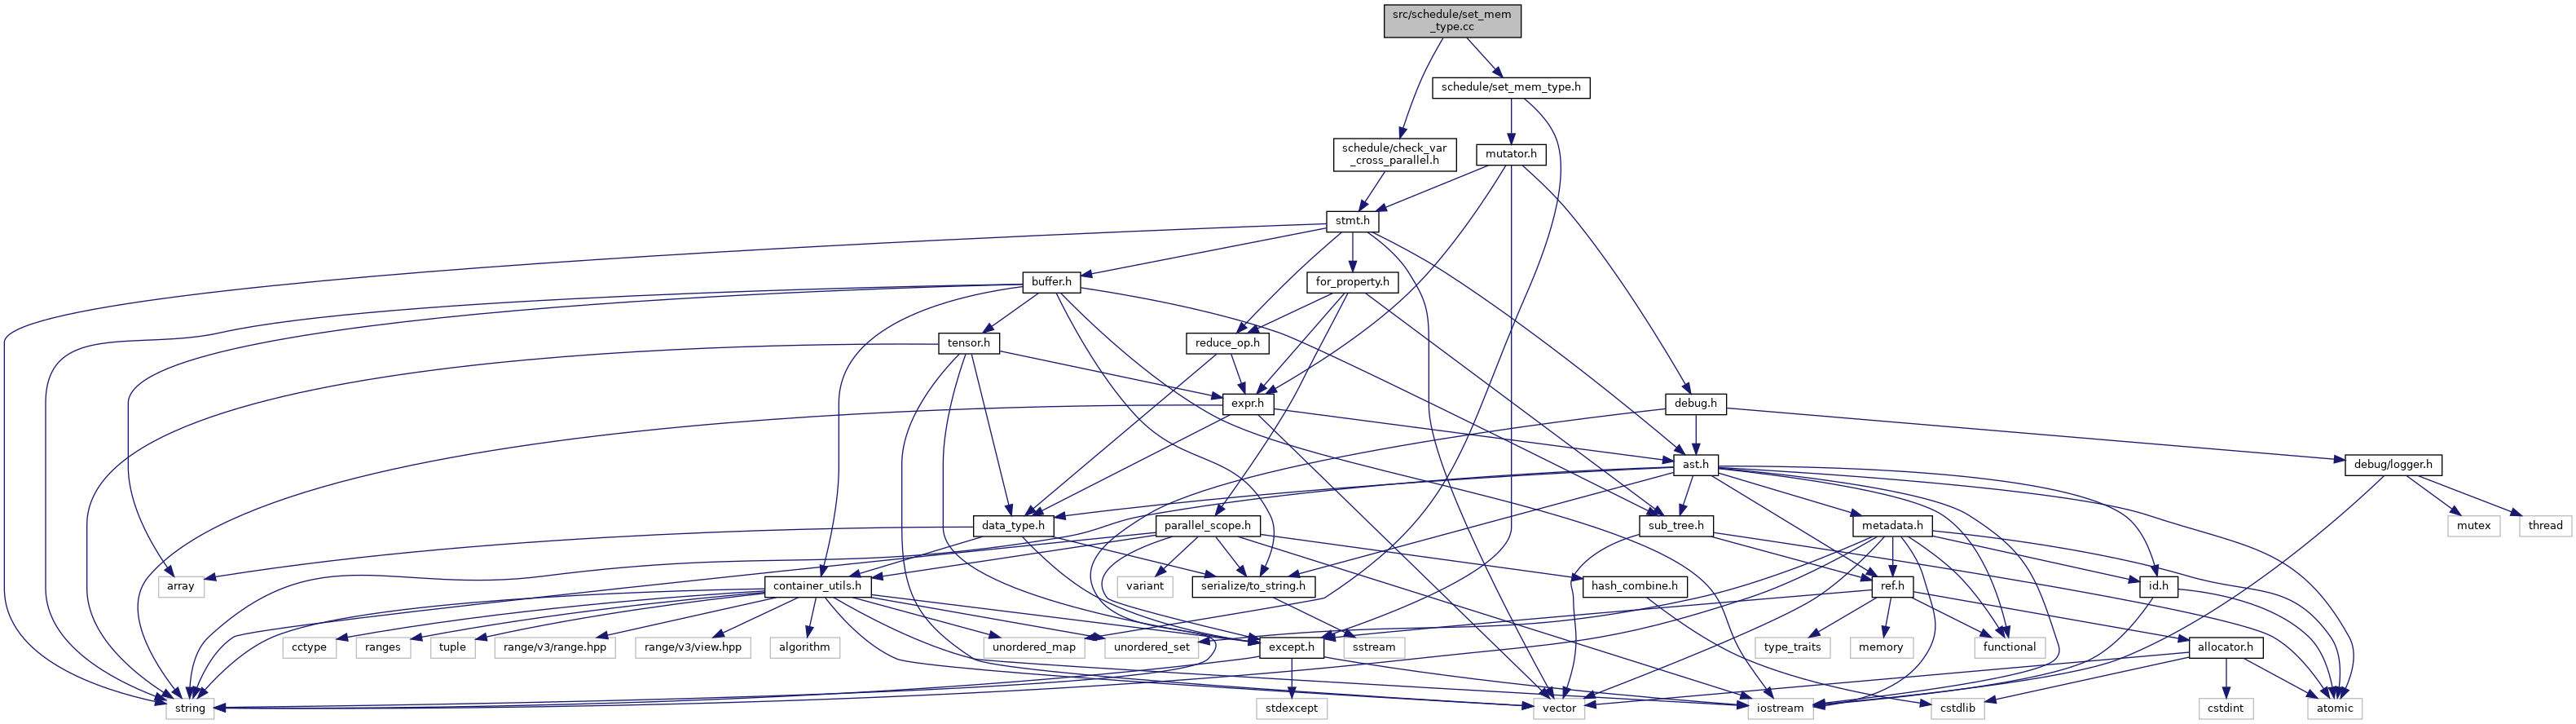 src/schedule/set_mem
_type.cc
schedule/set_mem_type.h
schedule/check_var
_cross_parallel.h
mutator.h
stmt.h
buffer.h
for_property.h
tensor.h
reduce_op.h
expr.h
debug.h
ast.h
debug/logger.h
data_type.h
parallel_scope.h
sub_tree.h
metadata.h
mutex
thread
array
container_utils.h
variant
serialize/to_string.h
hash_combine.h
ref.h
id.h
cctype
ranges
tuple
range/v3/range.hpp
range/v3/view.hpp
algorithm
unordered_map
unordered_set
except.h
sstream
type_traits
memory
functional
allocator.h
string
stdexcept
vector
iostream
cstdlib
cstdint
atomic